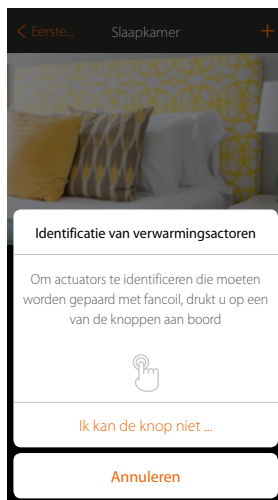 Eerste...
Slaapkamer
Identificatie van verwarmingsactoren
Om actuators te identificeren die moeten
worden gepaard met fancoil, drukt u op een
van de knoppen aan boord
Ik kan de knop niet ...
Annuleren